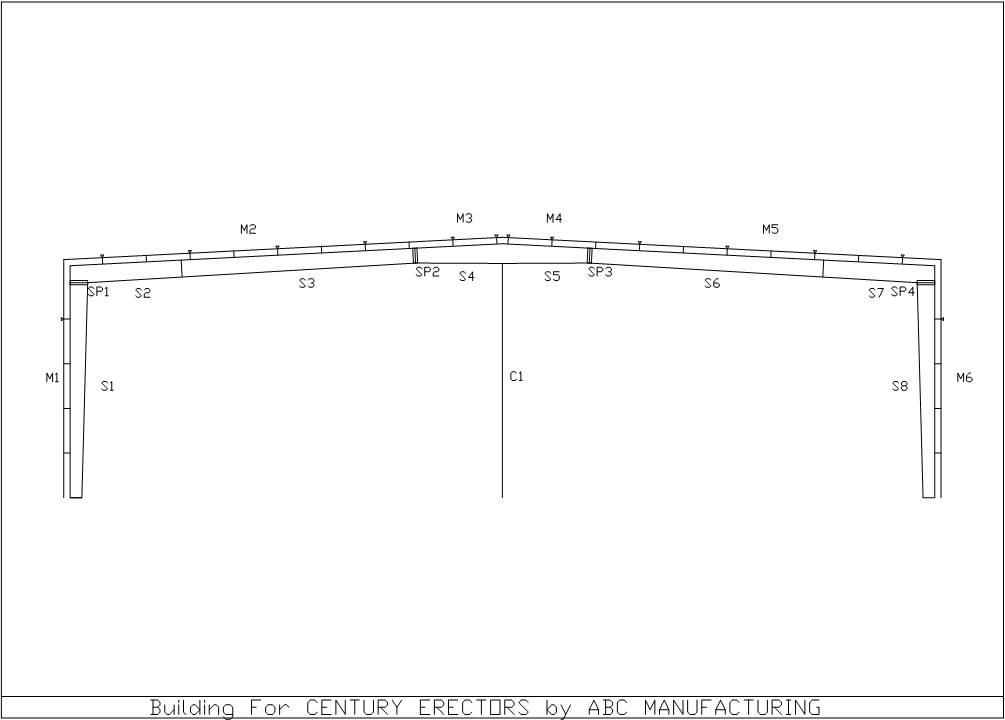 M3 M4
M2 M5
SP2 S4 S5 SP3
SP1 S2 S3 S6 S7 SP4
M1 S1 C1 S8 M6
Building For CENTURY ERECTORS by ABC MANUFACTURING